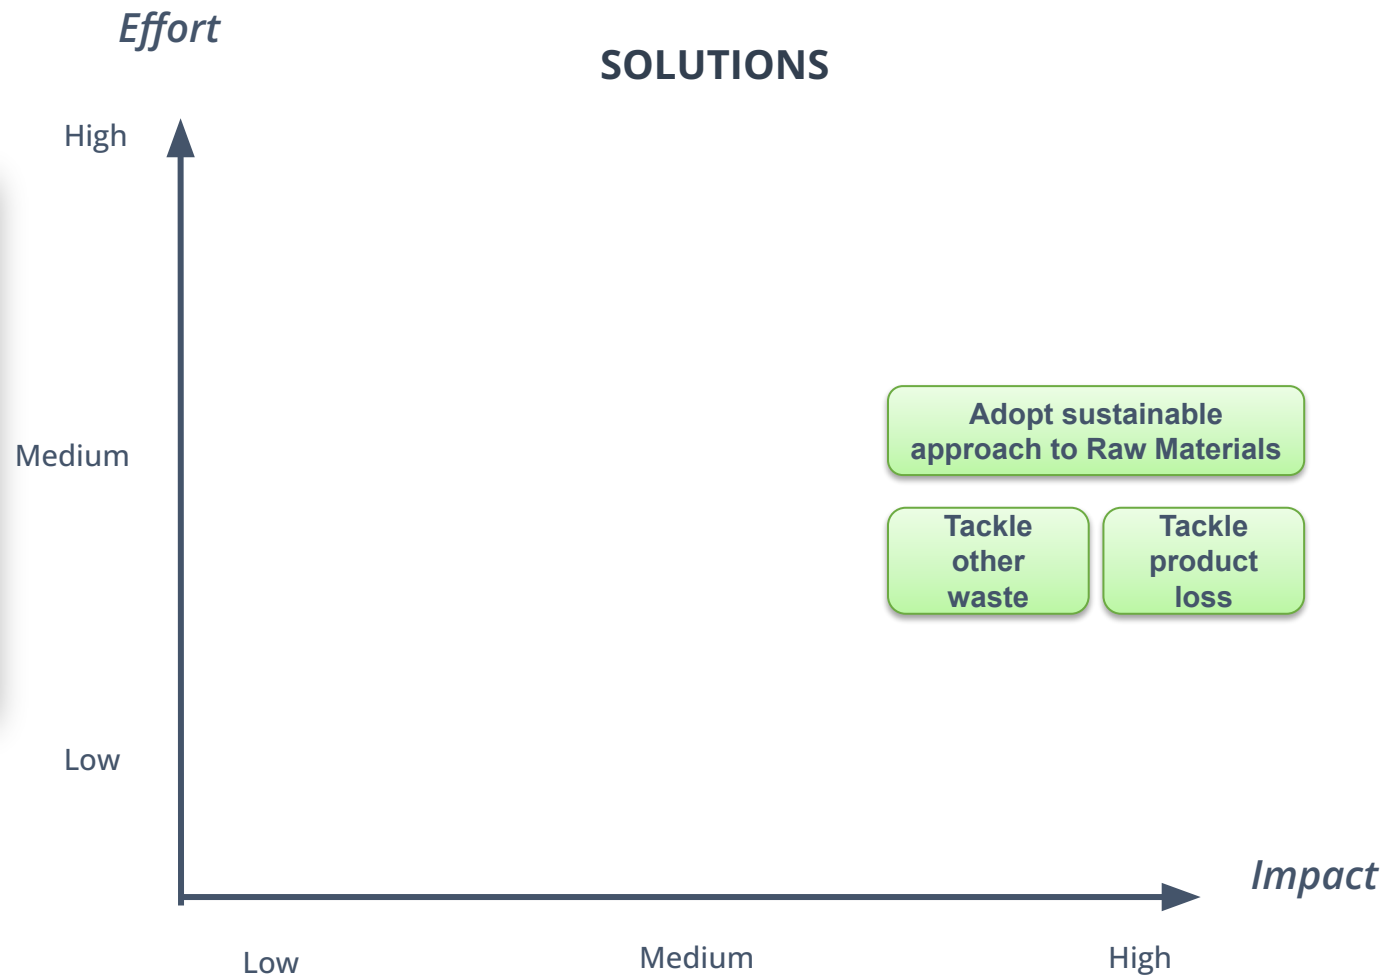 Effort
SOLUTIONS
High
Adopt sustainable
approach to Raw Materials
Medium
Tackle
other
waste
Tackle
product
loss
Low
Impact
Low
Medium
High